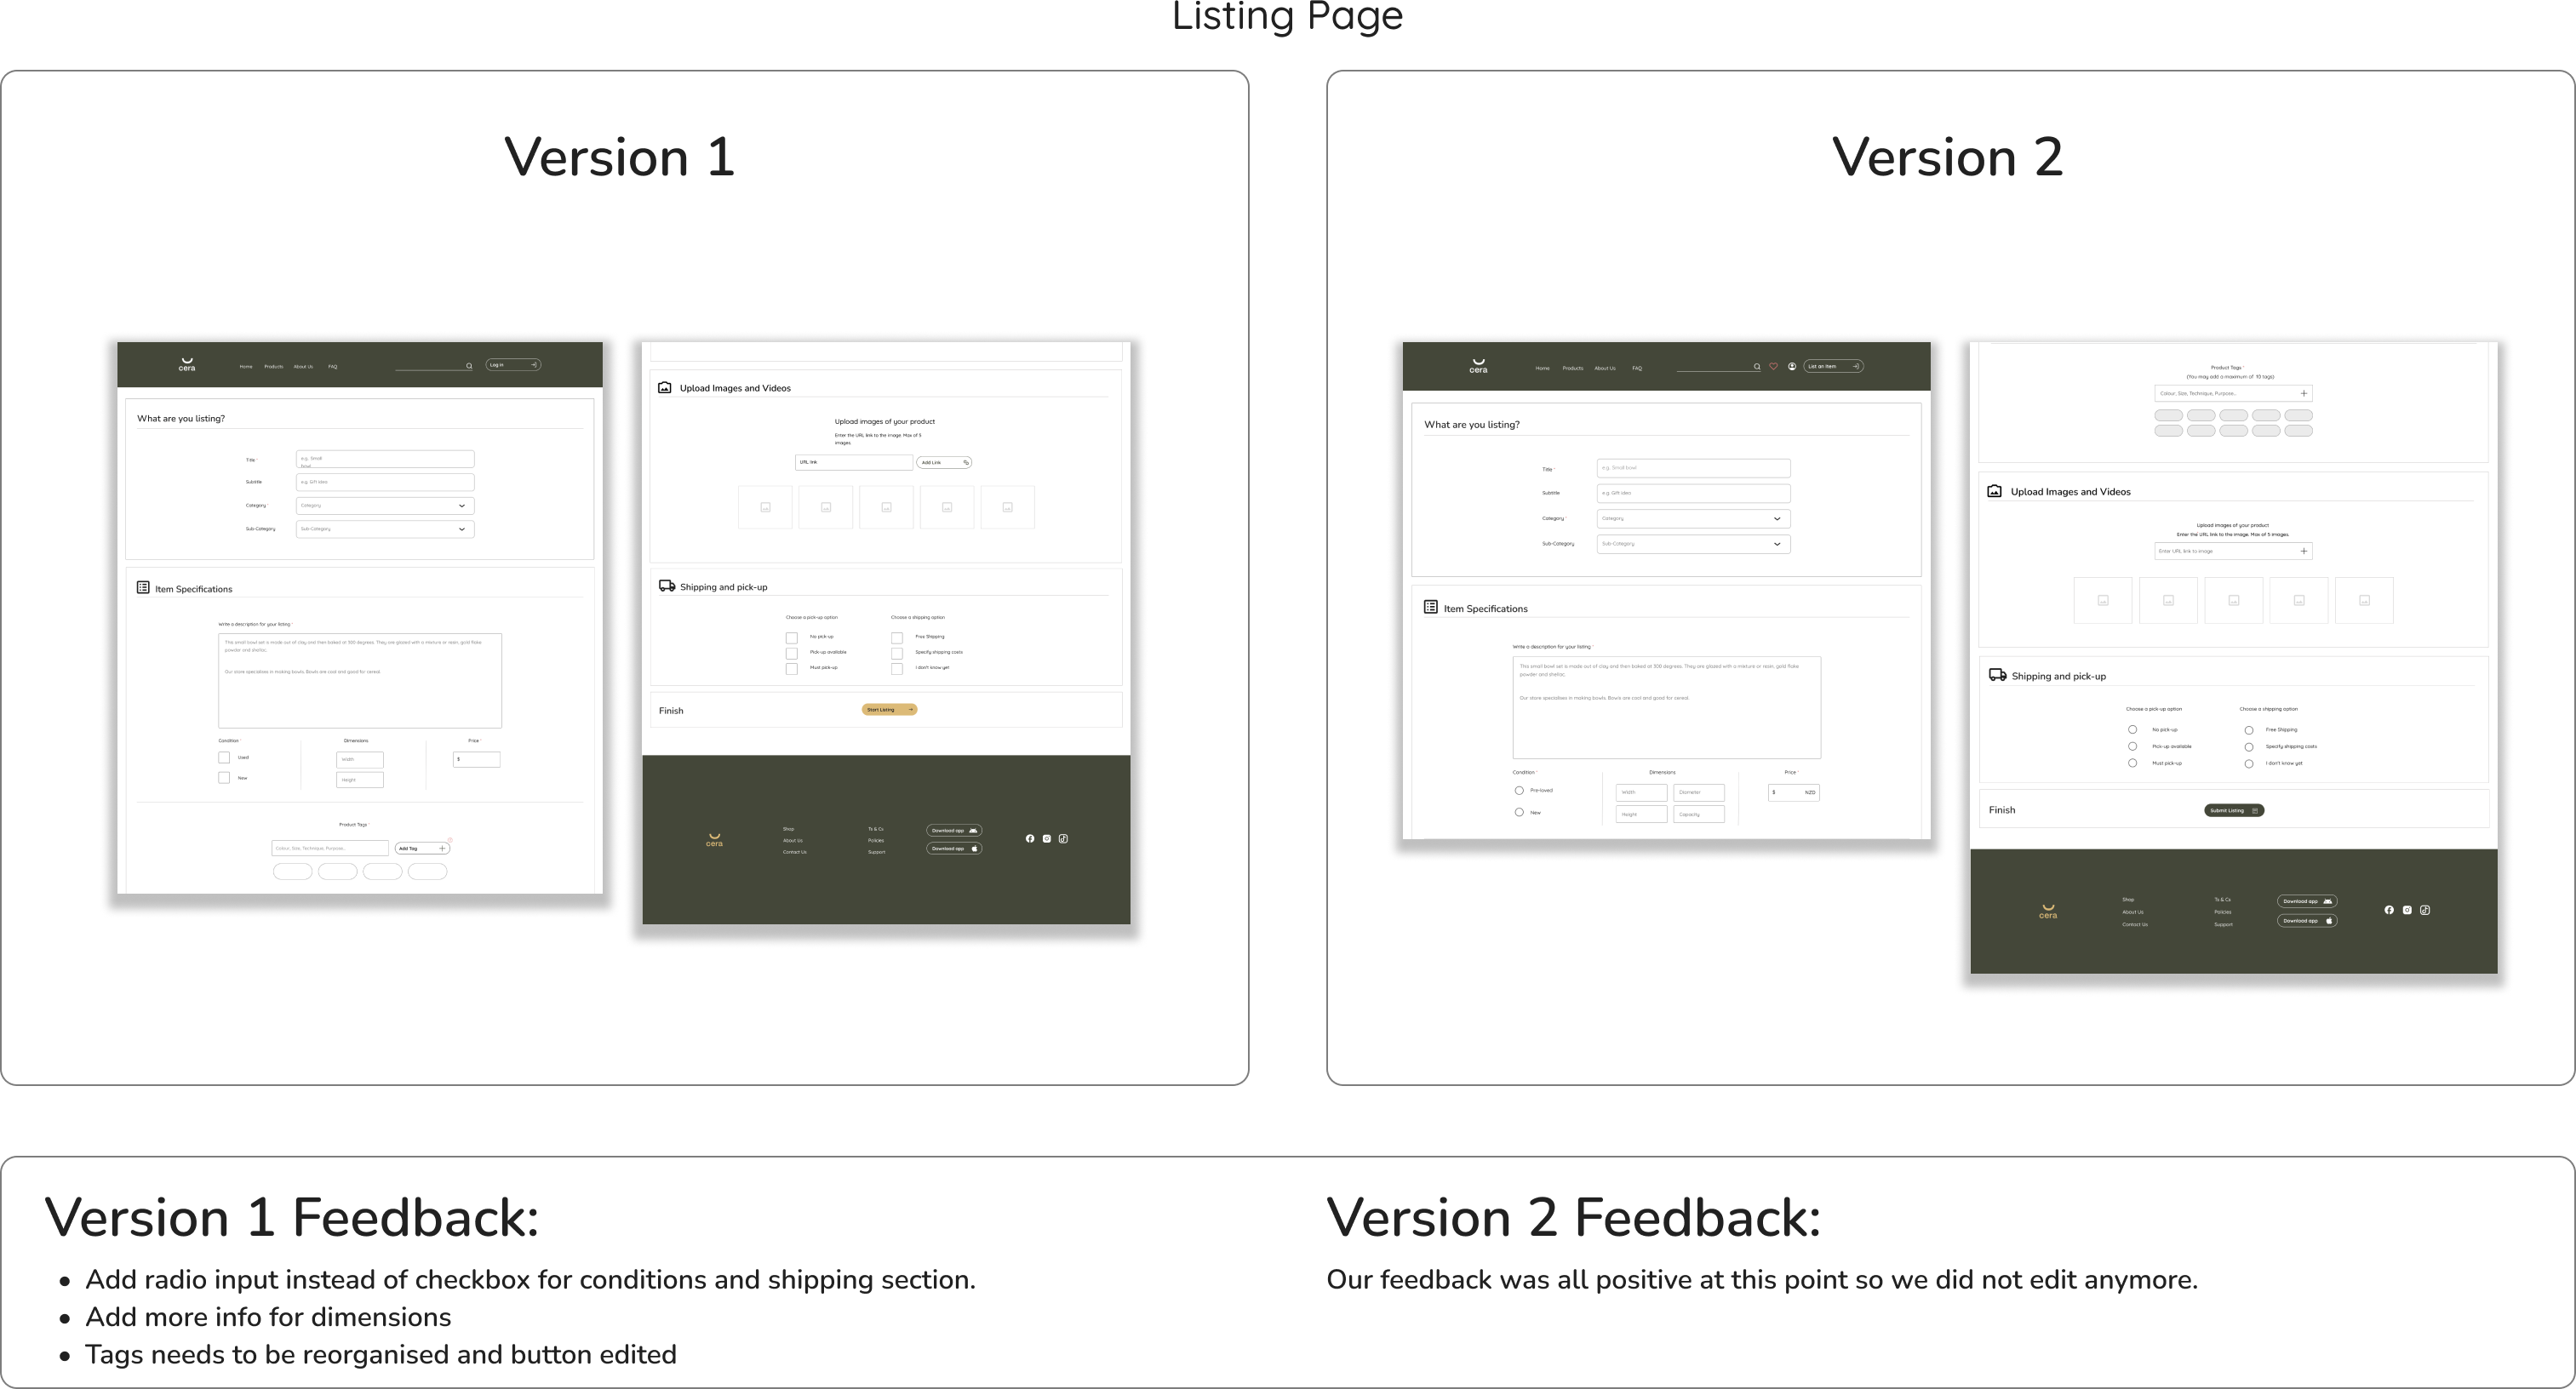 Listing Page
Version 1
cera
Home Products About Us FAQ
Log in
What are you listing?
Title *
e.g. Small
bowl
Subtitle
e.g. Gift idea
Category *
Category
Sub-Category
Sub-Category
Item Specifications
Write a description for your listing *
This small bowl set is made out of clay and then baked at 300 degrees. They are glazed with a mixture or resin, gold flake
powder and shellac.
Our store specialises in making bowls. Bowls are cool and good for cereal.
Condition * Dimensions Price *
Used Width $
New Height
Product Tags *
Colour, Size, Technique, Purpose... Add Tag
Upload Images and Videos
Upload images of your product
Enter the URL link to the image. Max of 5
images
URL link Add Link
Shipping and pick-up
Choose a pick-up option Choose a shipping option
No pick-up Free Shipping
Pick-up available Specify shipping costs
Must pick-up I don't know yet
Finish Start Listing
cera
Shop Ts & Cs Download app
About Us Policies
Contact Us Support Download app
Version 2
cera
Home Products About Us FAQ
List an item
What are you listing?
Title *
e.g. Small bowl
Subtitle
e.g. Gift idea
Category *
Category
Sub-Category
Sub-Category
Item Specifications
Write a description for your listing *
This small bowl set is made out of clay and then baked at 300 degrees. They are glazed with a mixture or resin, gold flake
powder and shellac.
Our store specialises in making bowls. Bowls are cool and good for cereal.
Condition * Dimensions Price *
Pre-loved Width Diameter $ NZD
New Height Capacity
Product Tags *
(You may add a maximum of 10 tags)
Colour, Size, Technique, Purpose...
Upload Images and Videos
Upload images of your product
Enter the URL link to the image. Max of 5 images.
Enter URL link to image
Shipping and pick-up
Choose a pick-up option Choose a shipping option
No pick-up Free Shipping
Pick-up available Specify shipping costs
Must pick-up I don't know yet
Finish Submit Listing
cera
Shop Ts & Cs Download app
About Us Policies
Contact Us Support Download app
Version 1 Feedback:
• Add radio input instead of checkbox for conditions and shipping section.
• Add more info for dimensions
• Tags needs to be reorganised and button edited
Version 2 Feedback:
Our feedback was all positive at this point so we did not edit anymore.